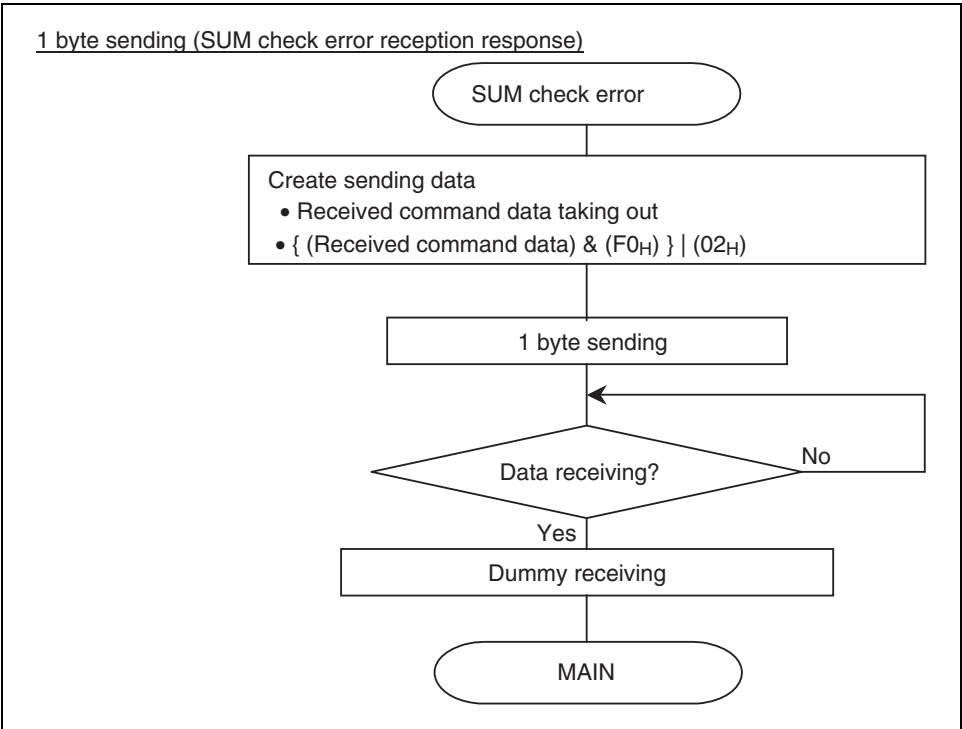 1 byte sending (SUM check error reception response)
SUM check error
Create sending data
• Received command data taking out
• { (Received command data) & (F0H) } | (02H)
1 byte sending
Data receiving?
No
Yes
Dummy receiving
MAIN